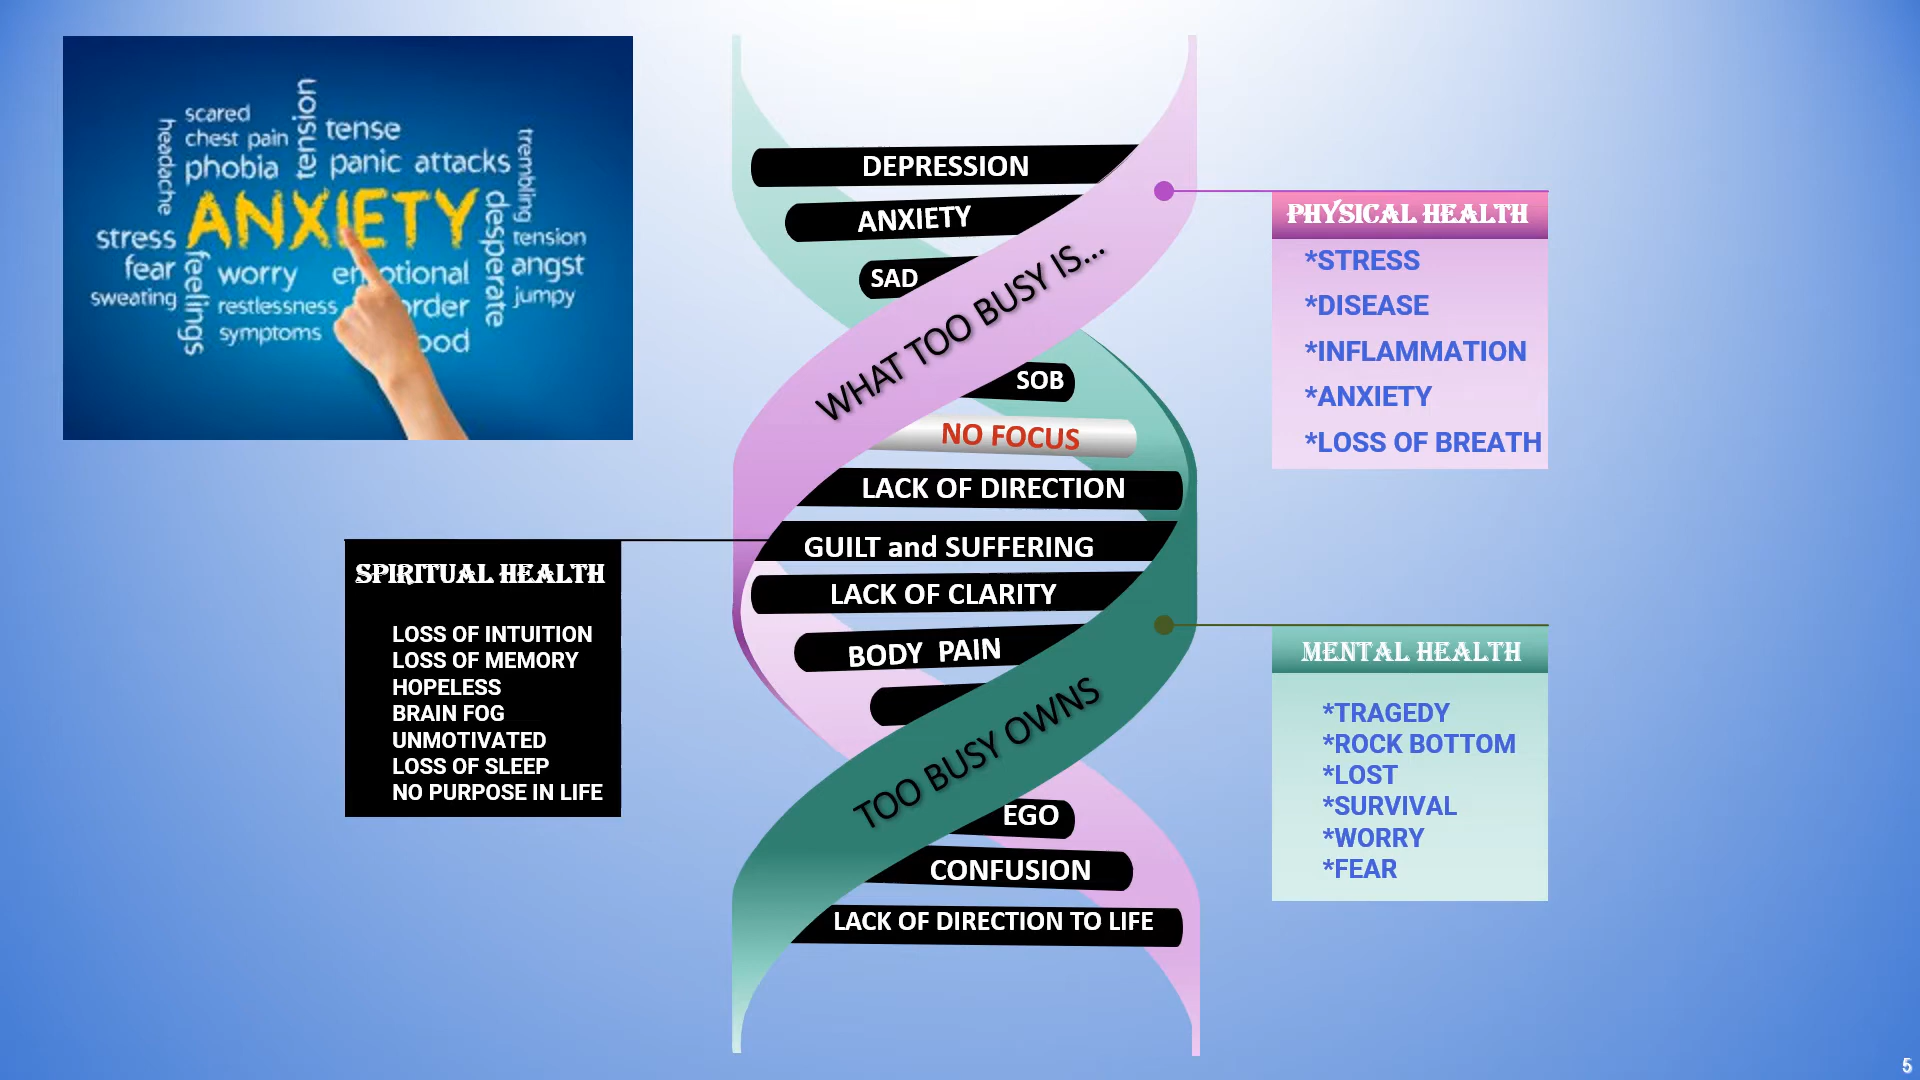 scared
chest pain
headache
tension
tense
phobia
panic attacks
trembling
ANXIETY
stress
desperate
tension
fear
feelings
worry
emotional
angst
sweating
restlessness
jumpy
symptoms
DEPRESSION
ANXIETY
SAD
WHAT TOO BUSY IS...
SOB
NO FOCUS
LACK OF DIRECTION
GUILT and SUFFERING
LACK OF CLARITY
BODY PAIN
TOO BUSY OWNS
EGO
CONFUSION
LACK OF DIRECTION TO LIFE
PHYSICAL HEALTH
*STRESS
*DISEASE
*INFLAMMATION
*ANXIETY
*LOSS OF BREATH
SPIRITUAL HEALTH
LOSS OF INTUITION
LOSS OF MEMORY
HOPELESS
BRAIN FOG
UNMOTIVATED
LOSS OF SLEEP
NO PURPOSE IN LIFE
MENTAL HEALTH
*TRAGEDY
*ROCK BOTTOM
*LOST
*SURVIVAL
*WORRY
*FEAR
5